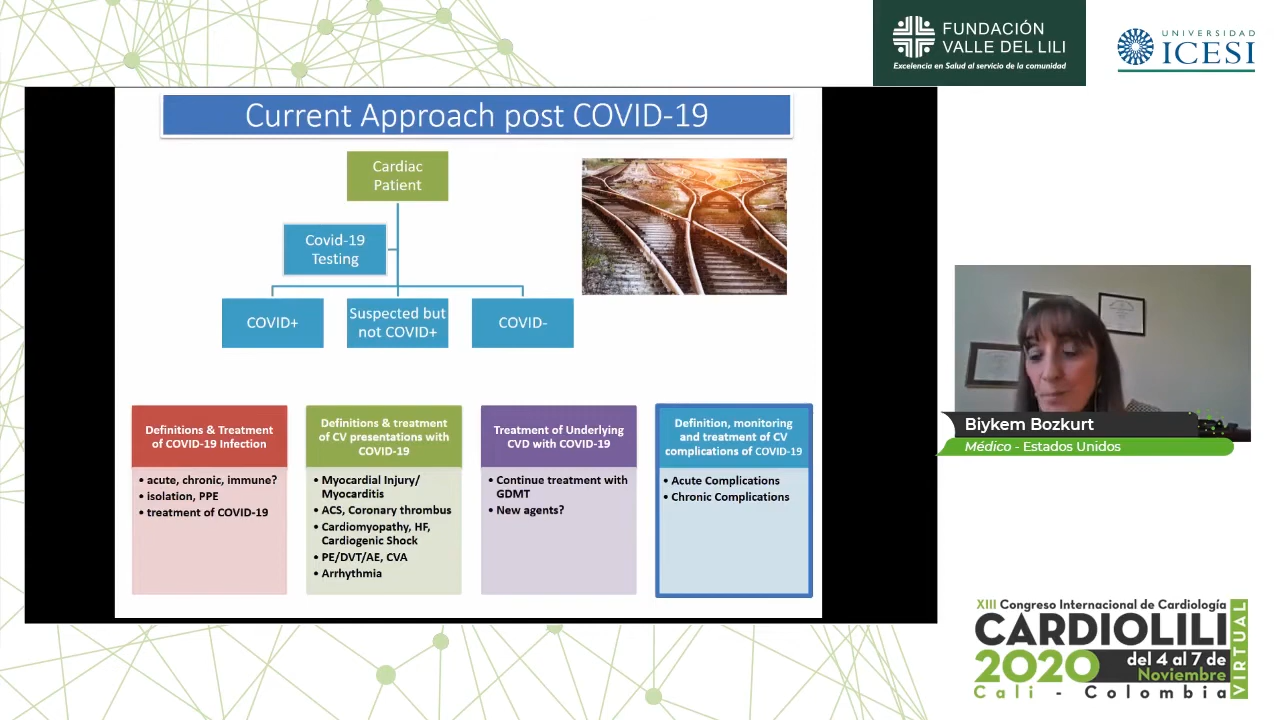 FUNDACIÓN
VALLE DEL LILI
Excelencia en Salud al servicio de la comunidad
UNIVERSIDAD
ICESI
Current Approach post COVID-19
Cardiac
Patient
Covid-19
Testing
COVID+
Suspected but
not COVID+
COVID-
Definitions & Treatment
of COVID-19 Infection
• acute, chronic, immune?
• isolation, PPE
• treatment of COVID-19
Definitions & treatment
of CV presentations with
COVID-19
• Myocardial Injury/
Myocarditis
• ACS, Coronary thrombus
• Cardiomyopathy, HF,
Cardiogenic Shock
• PE/DVT/AE, CVA
• Arrhythmia
Treatment of Underlying
CVD with COVID-19
• Continue treatment with
GDMT
• New agents?
Definition, monitoring
and treatment of CV
complications of COVID-19
• Acute Complications
• Chronic Complications
Biykem Bozkurt
Médico - Estados Unidos
XIII Congreso Internacional de Cardiología
CARDIOLILI
2020 del 4 al 7 de
Noviembre
Cali - Colombia
VIRTUAL